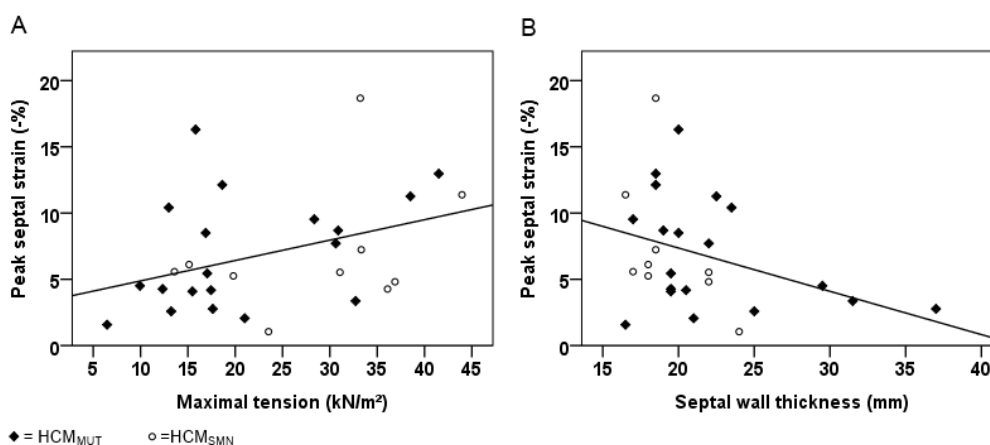 A
Peak septal strain (-%)
20
15
10
5
0
5 10 15 20 25 30 35 40 45
Maximal tension (kN/m²)
B
Peak septal strain (-%)
20
15
10
5
0
15 20 25 30 35 40
Septal wall thickness (mm)
◆ = HCMMUT ○ =HCMSMN